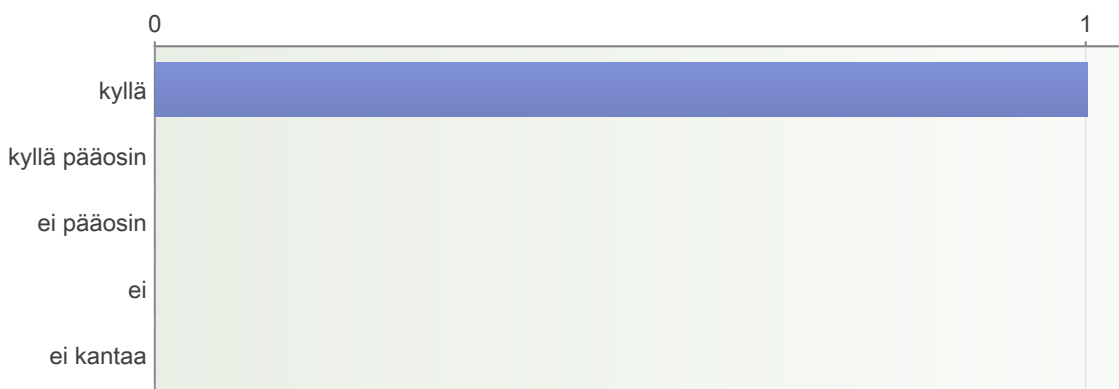 0 1
kyllä
kyllä pääosin
ei pääosin
ei
ei kantaa